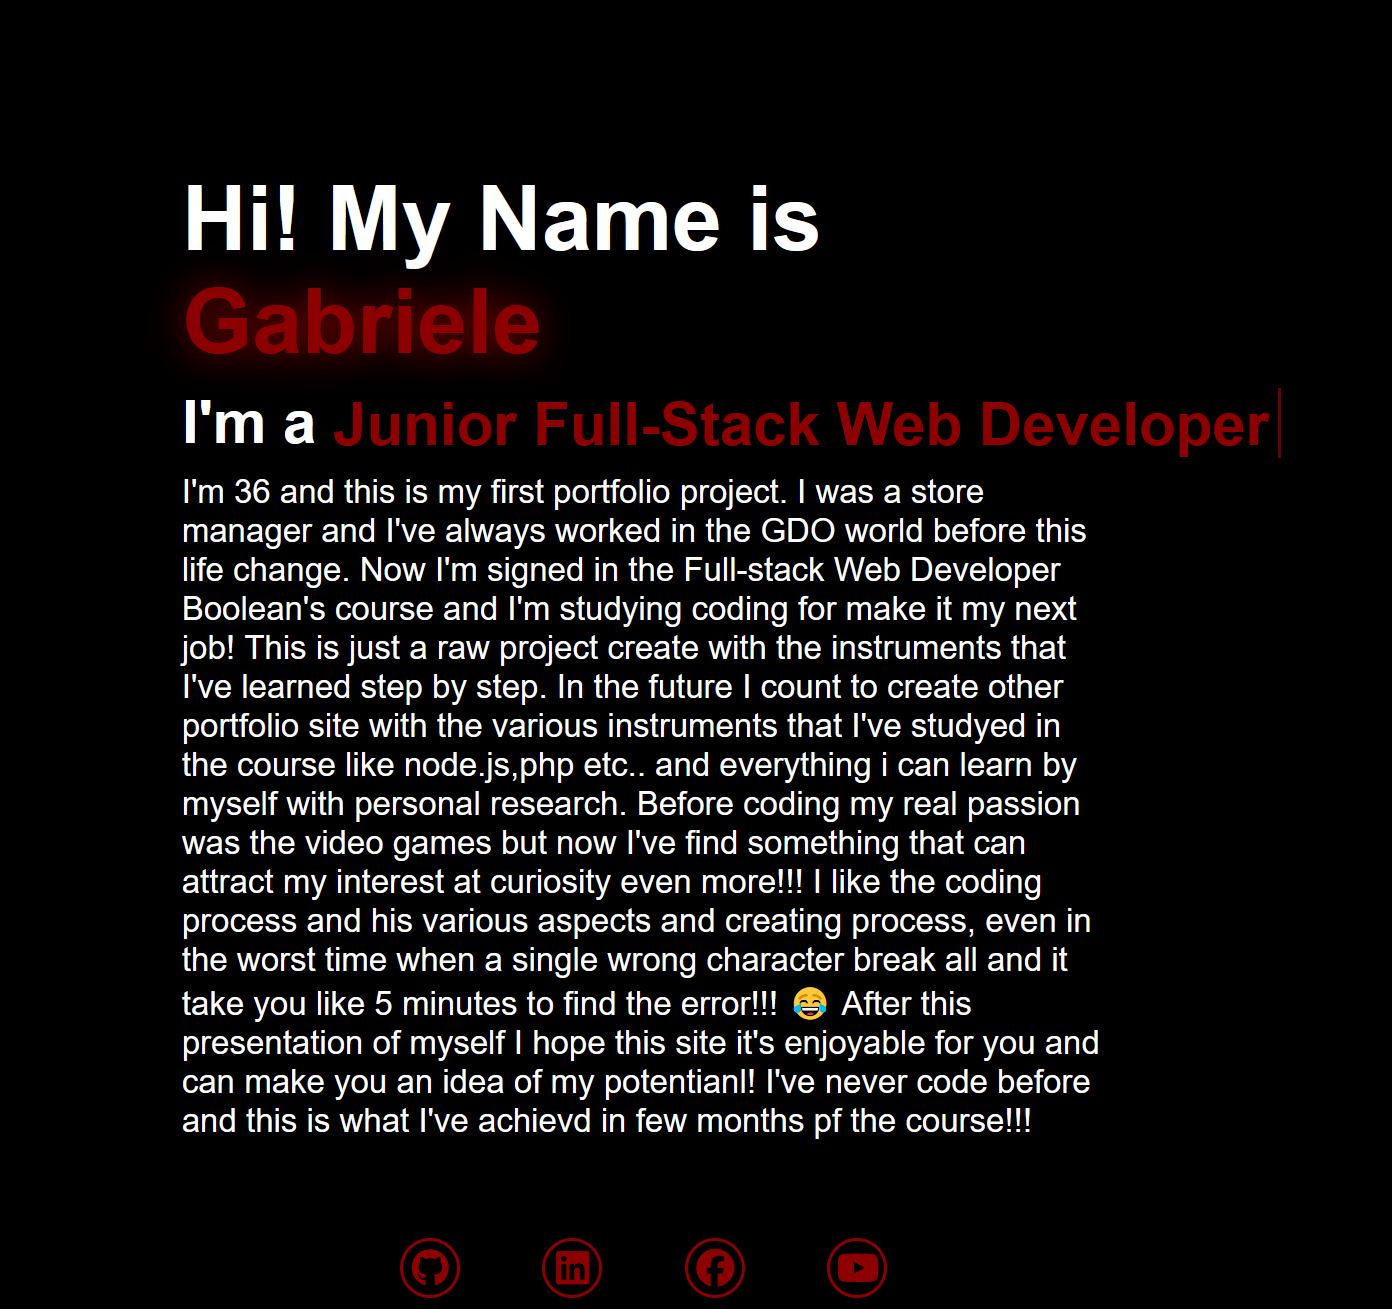 Hi! My Name is
Gabriele
I'm a Junior Full-Stack Web Developer
I'm 36 and this is my first portfolio project. I was a store
manager and I've always worked in the GDO world before this
life change. Now I'm signed in the Full-stack Web Developer
Boolean's course and I'm studying coding for make it my next
job! This is just a raw project create with the instruments that
I've learned step by step. In the future I count to create other
portfolio site with the various instruments that I've studyed in
the course like node.js,php etc.. and everything i can learn by
myself with personal research. Before coding my real passion
was the video games but now I've find something that can
attract my interest at curiosity even more!!! I like the coding
process and his various aspects and creating process, even in
the worst time when a single wrong character break all and it
take you like 5 minutes to find the error!!! 😂 After this
presentation of myself I hope this site it's enjoyable for you and
can make you an idea of my potentianl! I've never code before
and this is what I've achievd in few months pf the course!!!